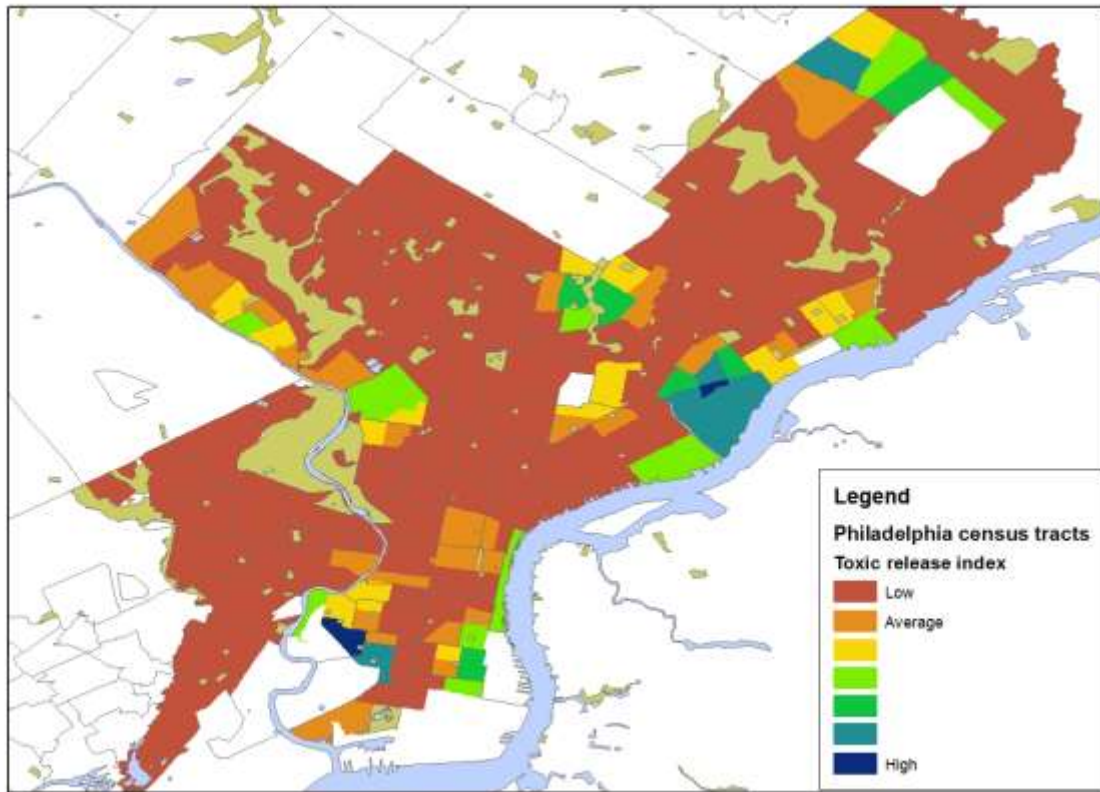 Legend
Philadelphia census tracts
Toxic release index
Low
Average
High